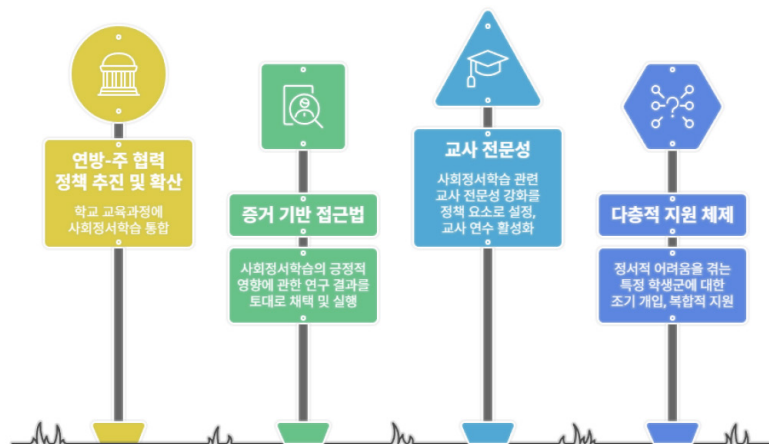 연방-주 협력
정책 추진 및 확산
학교 교육과정에
사회정서학습 통합
증거 기반 접근법
사회정서학습의 긍정적
영향에 관한 연구 결과를
토대로 채택 및 실행
교사 전문성
사회정서학습 관련
교사 전문성 강화를
정책 요소로 설정,
교사 연수 활성화
다층적 지원 체제
정서적 어려움을 겪는
특정 학생군에 대한
조기 개입, 복합적 지원